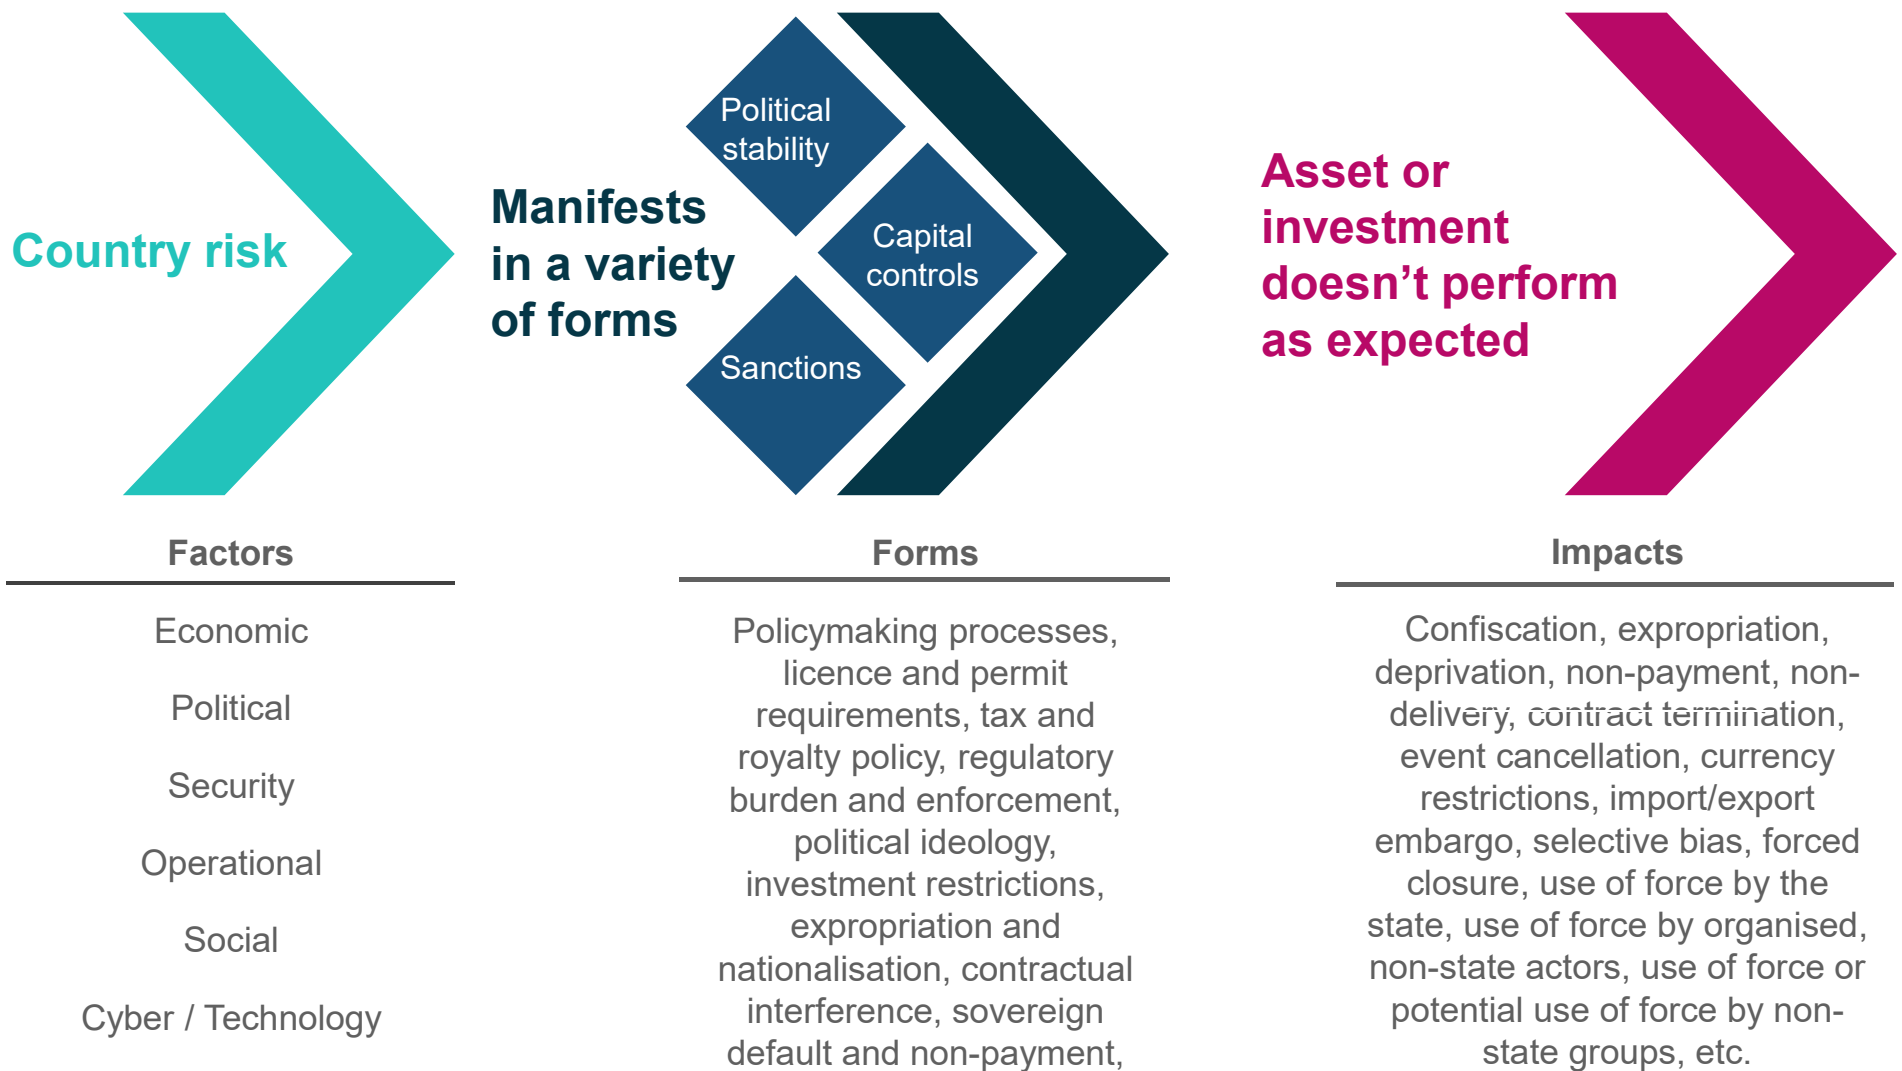 Country risk
Manifests
in a variety
of forms
Political
stability
Capital
controls
Sanctions
Asset or
investment
doesn’t perform
as expected
Factors
Economic
Political
Security
Operational
Social
Cyber / Technology
Forms
Policymaking processes,
licence and permit
requirements, tax and
royalty policy, regulatory
burden and enforcement,
political ideology,
investment restrictions,
expropriation and
nationalisation, contractual
interference, sovereign
default and non-payment,
Impacts
Confiscation, expropriation,
deprivation, non-payment, non-
delivery, contract termination,
event cancellation, currency
restrictions, import/export
embargo, selective bias, forced
closure, use of force by the
state, use of force by organised,
non-state actors, use of force or
potential use of force by non-
state groups, etc.